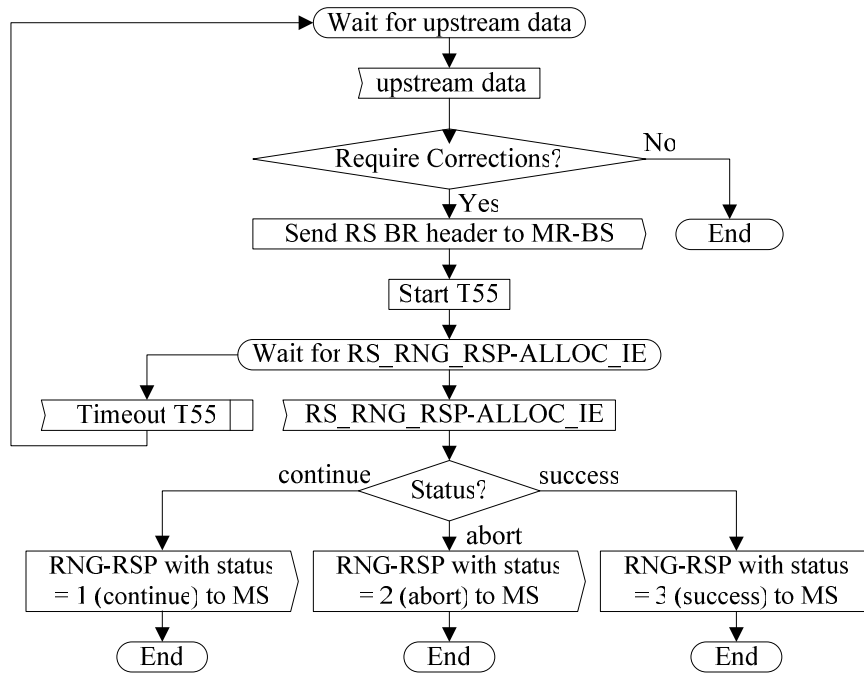 Wait for upstream data
upstream data
Require Corrections?
No
Yes
Send RS BR header to MR-BS
End
Start T55
Wait for RS_RNG_RSP-ALLOC_IE
Timeout T55
RS_RNG_RSP-ALLOC_IE
continue
Status?
success
abort
RNG-RSP with status
= 1 (continue) to MS
RNG-RSP with status
= 2 (abort) to MS
RNG-RSP with status
= 3 (success) to MS
End
End
End